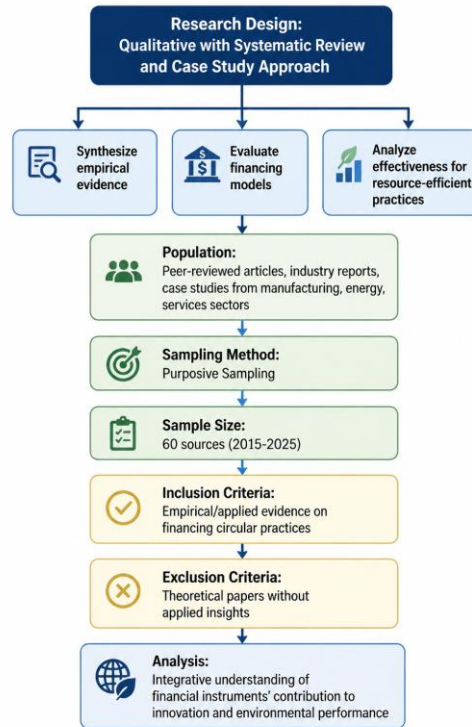 Research Design:
Qualitative with Systematic Review
and Case Study Approach
Synthesize
empirical
evidence
Evaluate
financing
models
Analyze
effectiveness for
resource-efficient
practices
Population:
Peer-reviewed articles, industry reports,
case studies from manufacturing, energy,
services sectors
Sampling Method:
Purposive Sampling
Sample Size:
60 sources (2015-2025)
Inclusion Criteria:
Empirical/applied evidence on
financing circular practices
Exclusion Criteria:
Theoretical papers without
applied insights
Analysis:
Integrative understanding of
financial instruments' contribution to
innovation and environmental performance